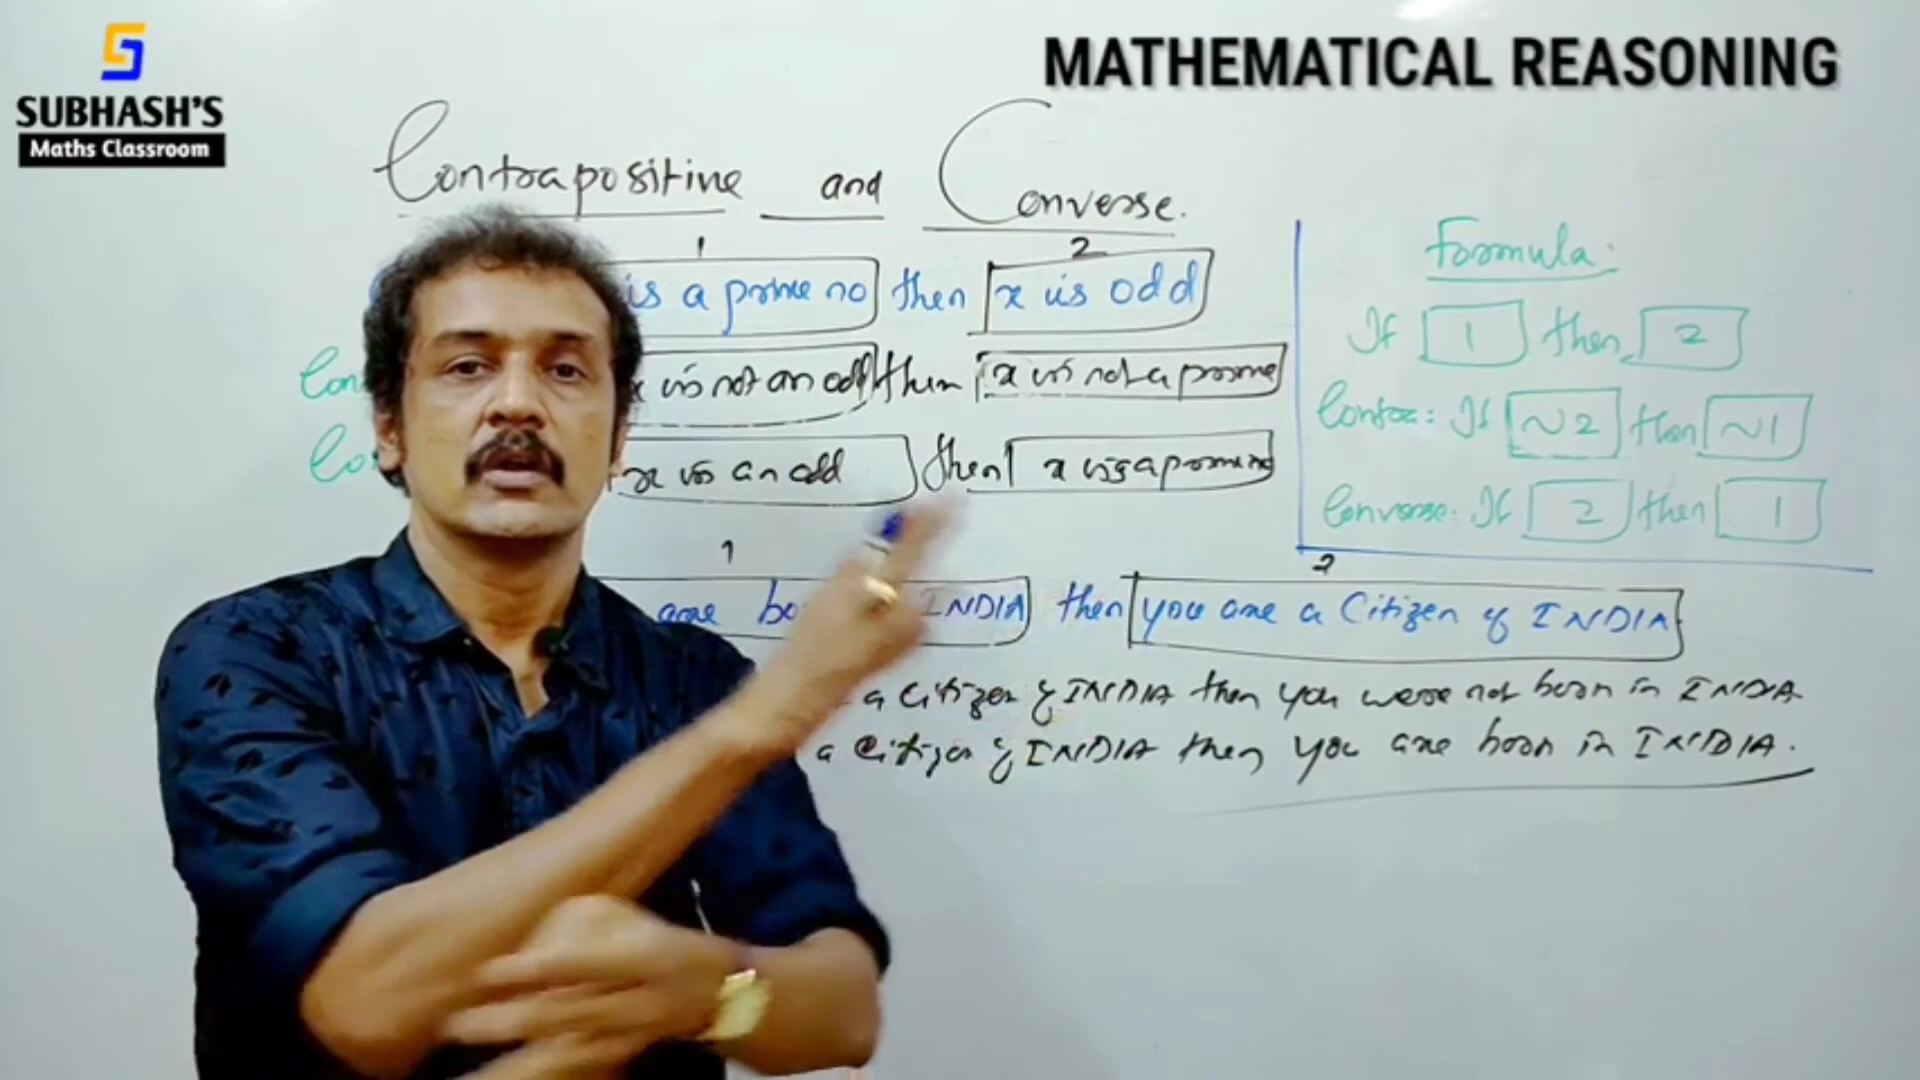 SUBHASH'S
Maths Classroom
MATHEMATICAL REASONING
Contrapositive and Converse.
1 2
is a prime no then x is odd
x is not an odd then x is not a prime
x is an odd then x is a prime
1 2
are INDIA then you are a Citizen of INDIA
a citizen of INDIA then you were not born in INDIA.
a citizen of INDIA then you are born in INDIA.
Formula:
If 1 then 2
Contra: If ~2 then ~1
Converse: If 2 then 1